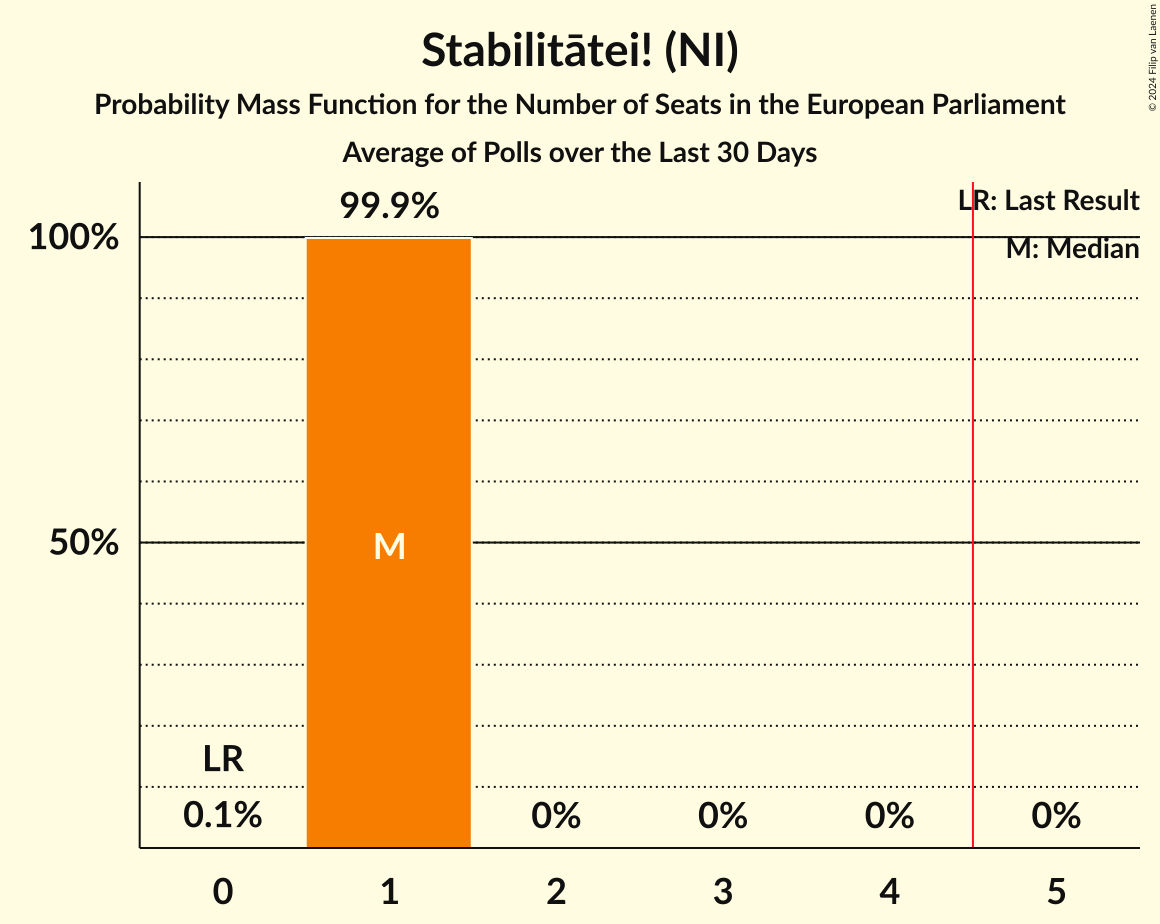 Stabilitātei! (NI)
Probability Mass Function for the Number of Seats in the European Parliament
Average of Polls over the Last 30 Days
© 2024 Filip van Laenen
LR: Last Result
M: Median
99.9%
100%
50%
M
LR
0.1%
0%
0%
0%
0%
0
1
2
3
4
5